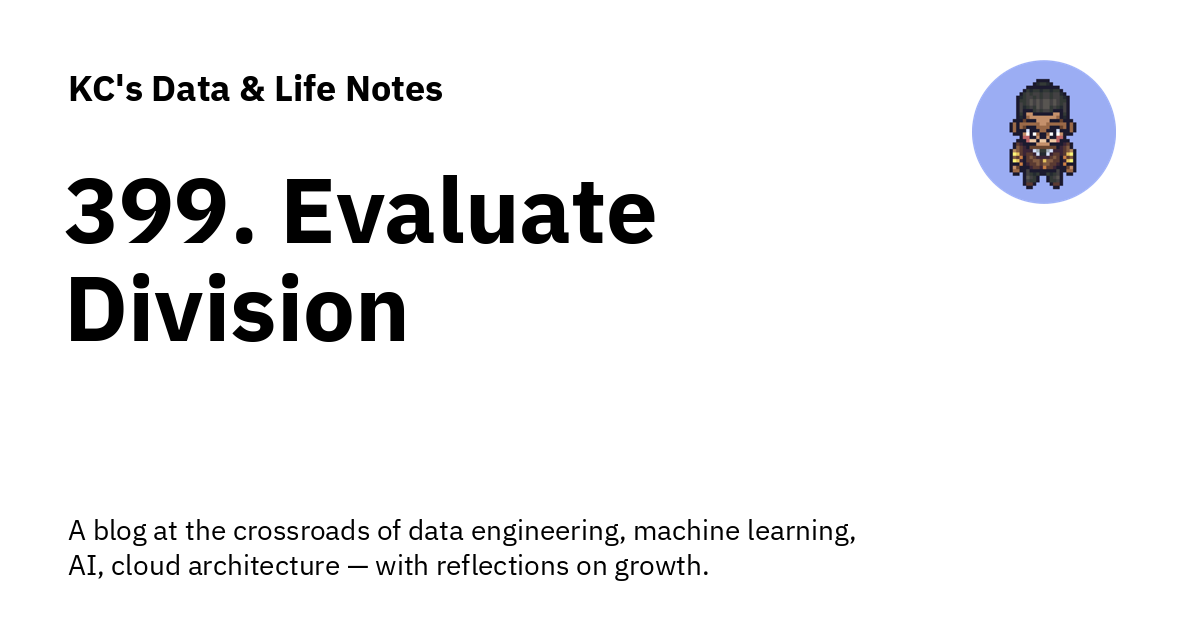 KC's Data & Life Notes
399. Evaluate
Division
A blog at the crossroads of data engineering, machine learning,
AI, cloud architecture — with reflections on growth.